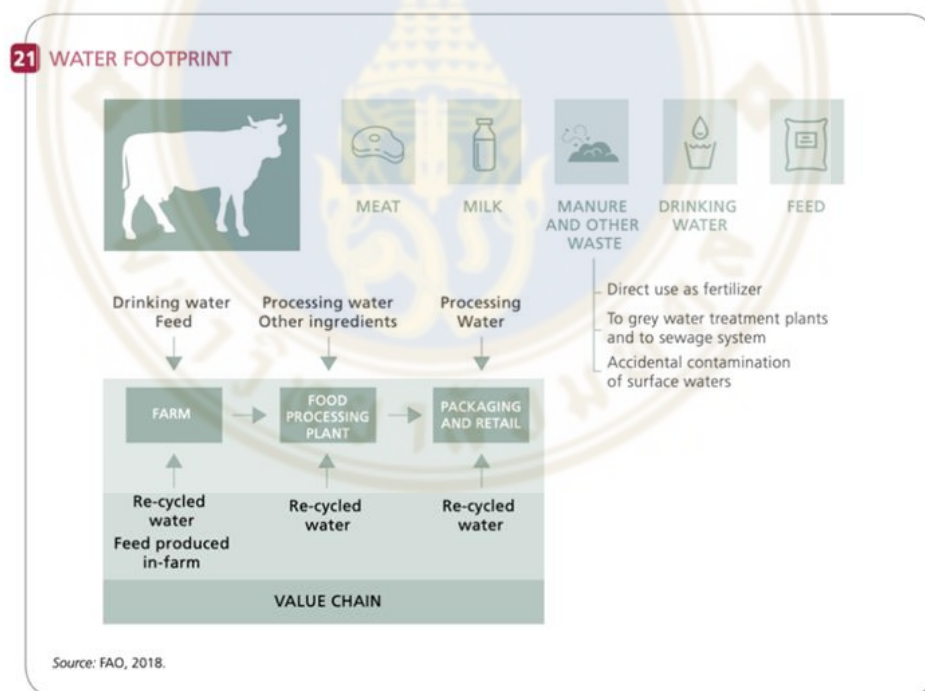 21 WATER FOOTPRINT
MEAT
MILK
MANURE
AND OTHER
WASTE
DRINKING
WATER
FEED
Direct use as fertilizer
To grey water treatment plants
and to sewage system
Accidental contamination
of surface waters
Drinking water
Feed
Processing water
Other ingredients
Processing
Water
FARM
FOOD
PROCESSING
PLANT
PACKAGING
AND RETAIL
Re-cycled
water
Feed produced
in-farm
Re-cycled
water
Re-cycled
water
VALUE CHAIN
Source: FAO, 2018.